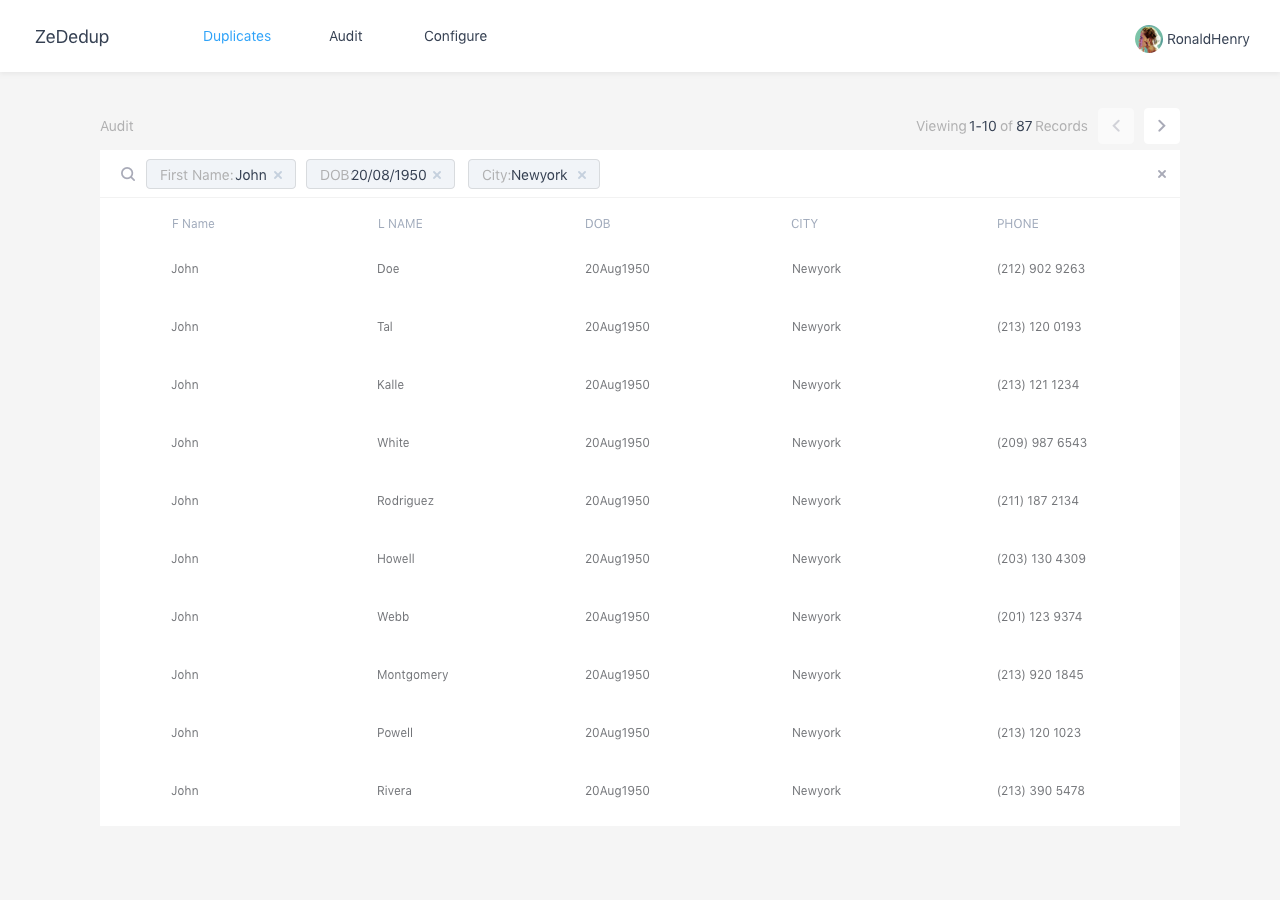 ZeDedup Duplicates Audit Configure RonaldHenry
Audit Viewing 1-10 of 87 Records
First Name: John × DOB 20/08/1950 × City: Newyork × ×
F Name L NAME DOB CITY PHONE
John Doe 20Aug1950 Newyork (212) 902 9263
John Tal 20Aug1950 Newyork (213) 120 0193
John Kalle 20Aug1950 Newyork (213) 121 1234
John White 20Aug1950 Newyork (209) 987 6543
John Rodriguez 20Aug1950 Newyork (211) 187 2134
John Howell 20Aug1950 Newyork (203) 130 4309
John Webb 20Aug1950 Newyork (201) 123 9374
John Montgomery 20Aug1950 Newyork (213) 920 1845
John Powell 20Aug1950 Newyork (213) 120 1023
John Rivera 20Aug1950 Newyork (213) 390 5478